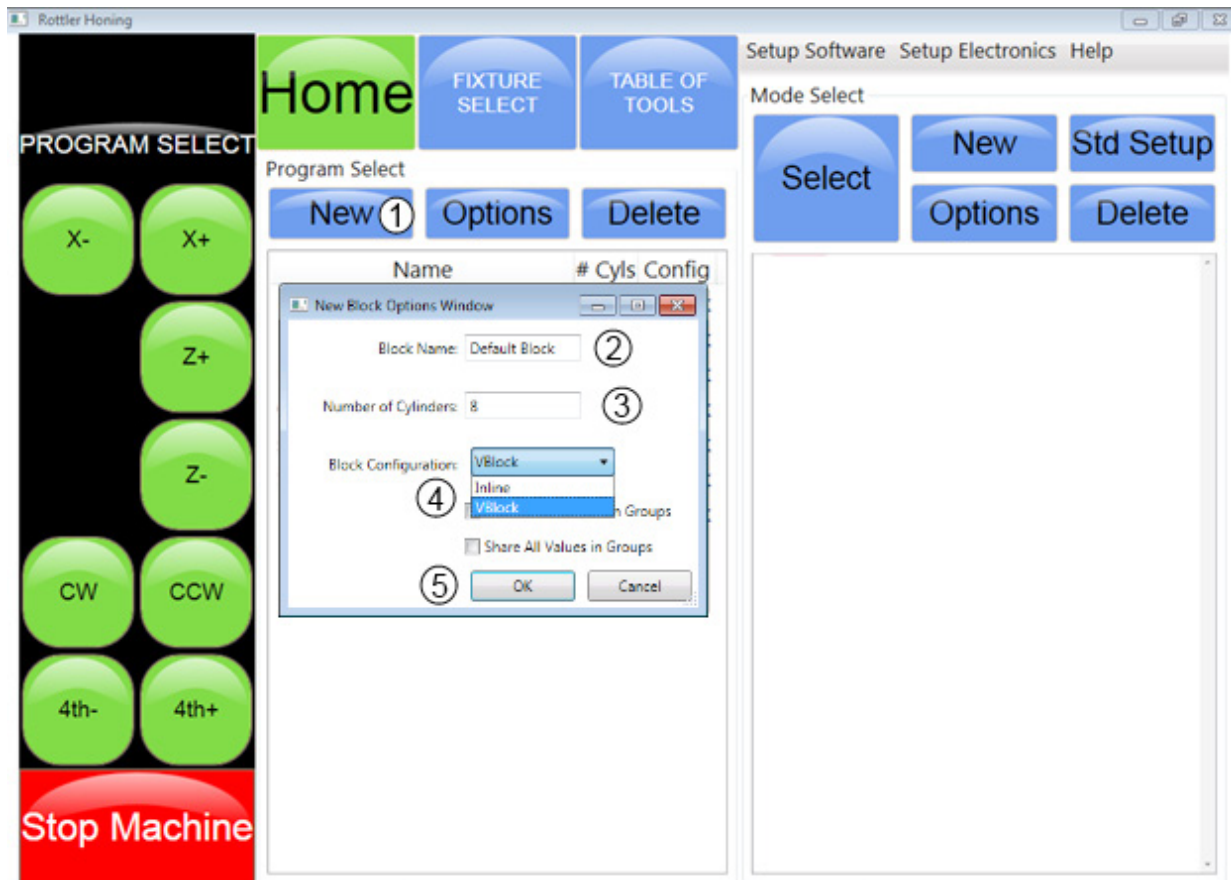 Rottler Honing
PROGRAM SELECT
X-
X+
Z+
Z-
CW
CCW
4th-
4th+
Stop Machine
Home
FIXTURE
SELECT
TABLE OF
TOOLS
Program Select
New
1
Options
Delete
Name
# Cyls
Config
New Block Options Window
Block Name: Default Block
2
Number of Cylinders: 8
3
Block Configuration: VBlock
Inline
4
VBlock
n Groups
Share All Values in Groups
5
OK
Cancel
Setup Software
Setup Electronics
Help
Mode Select
Select
New
Std Setup
Options
Delete